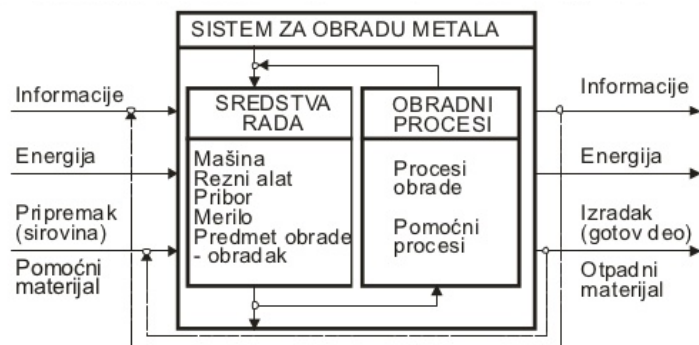 SISTEM ZA OBRADU METALA
Informacije
Energija
Pripremak
(sirovina)
Pomoćni
materijal
SREDSTVA
RADA
Mašina
Rezni alat
Pribor
Merilo
Predmet obrade
- obradak
OBRADNI
PROCESI
Procesi
obrade
Pomoćni
procesi
Informacije
Energija
Izradak
(gotov deo)
Otpadni
materijal